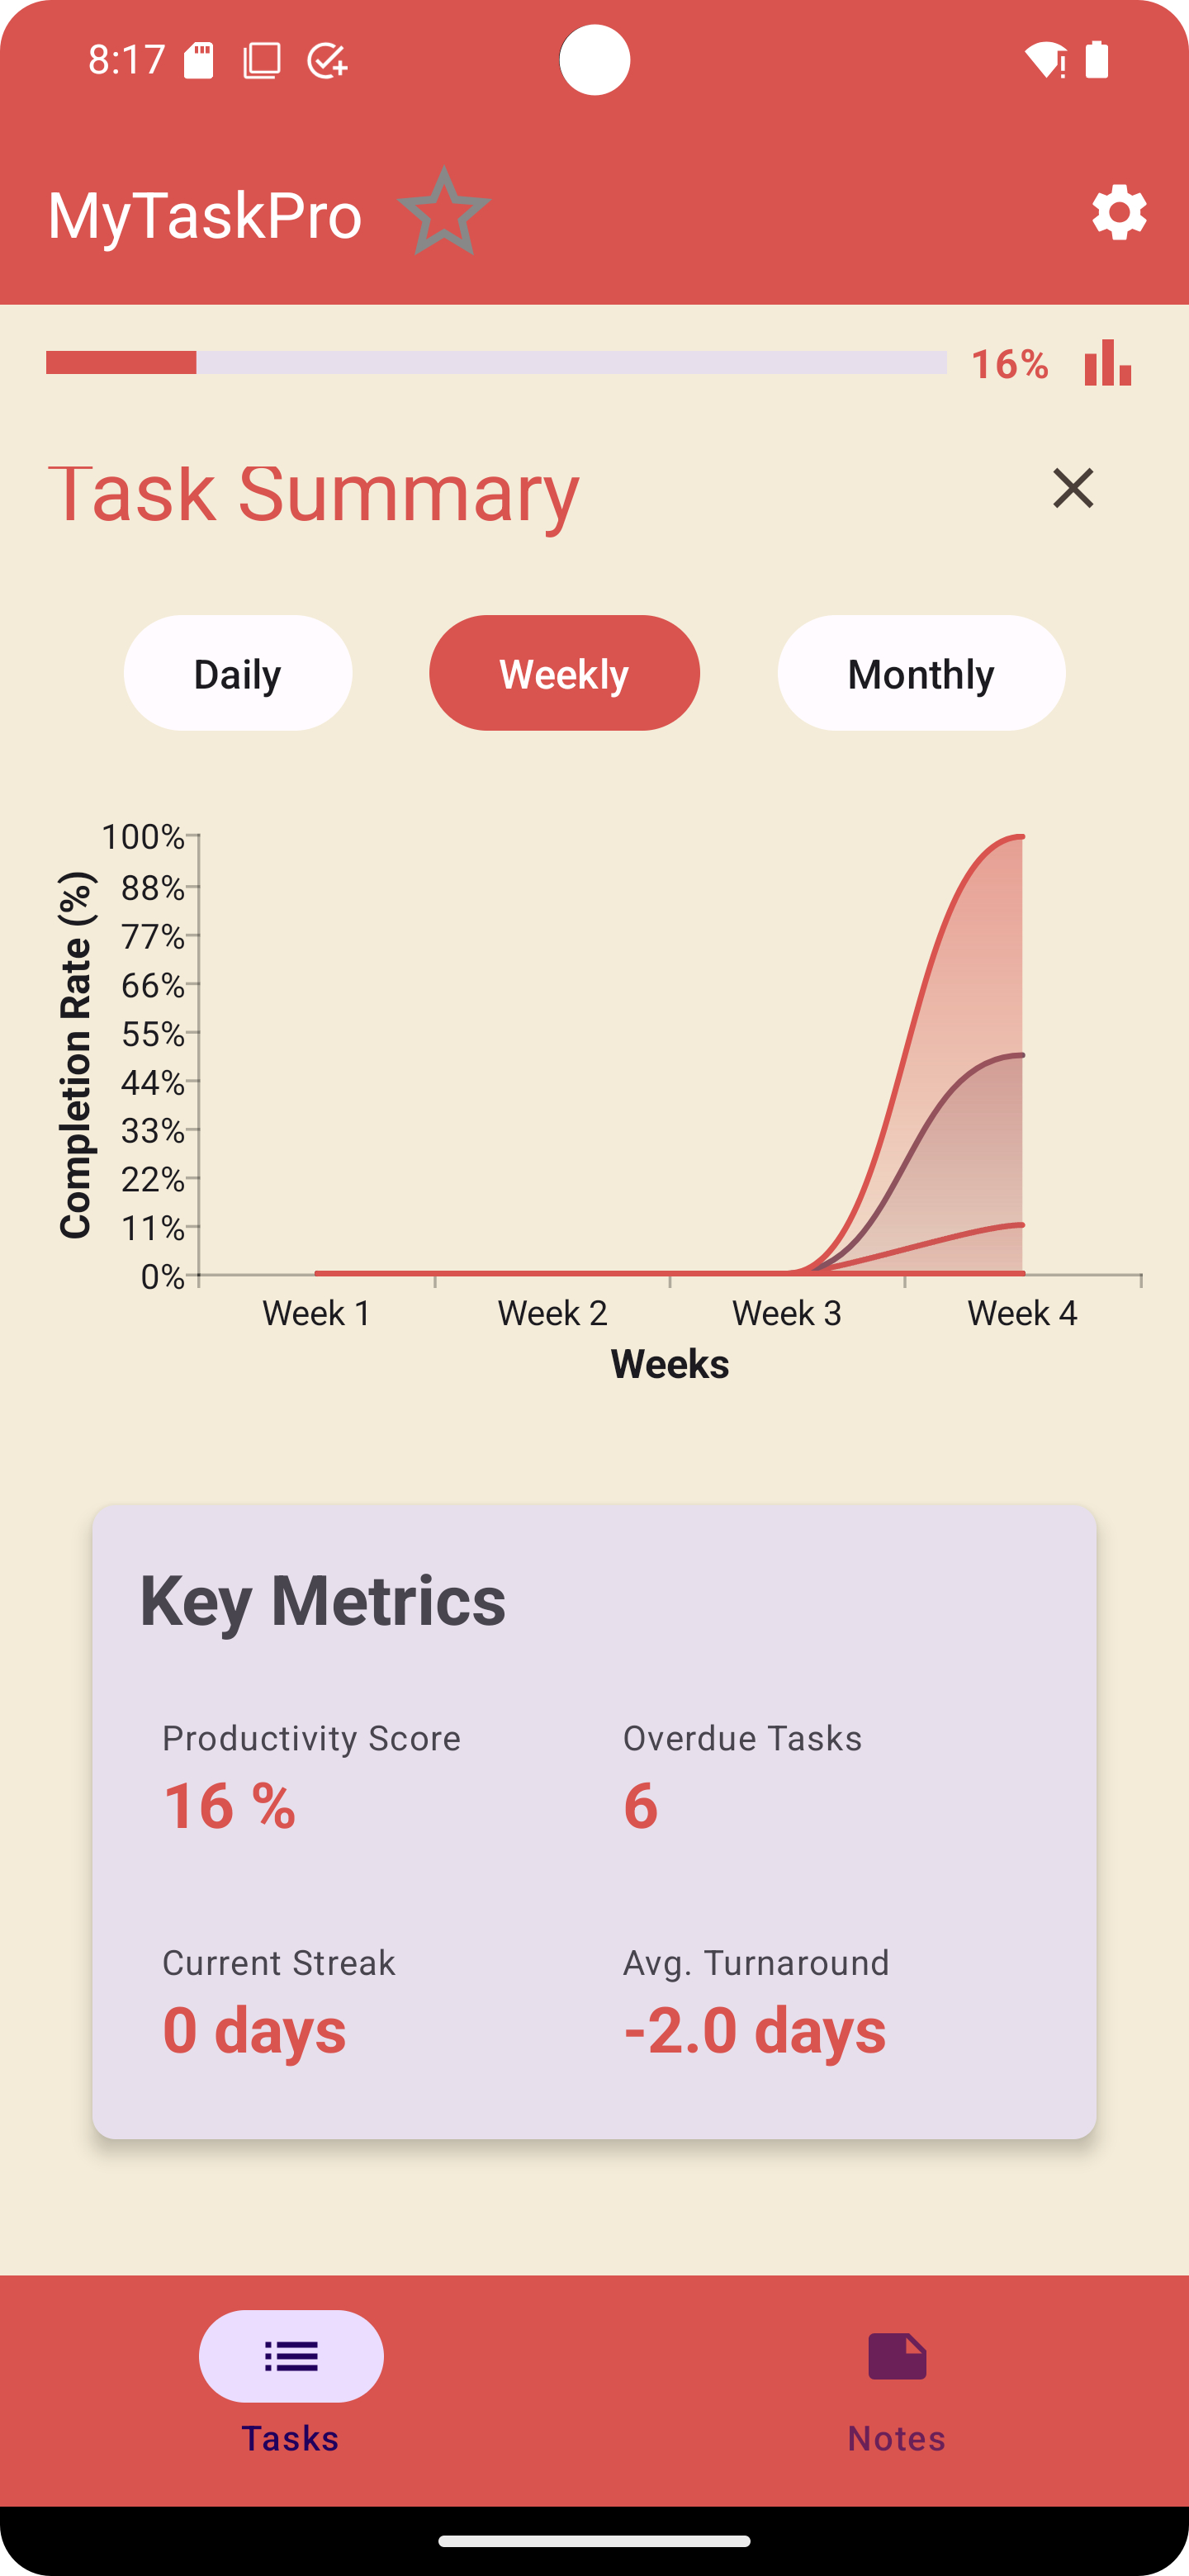 8:17
MyTaskPro
16%
Task Summary
Daily Weekly Monthly
100%
88%
77%
66%
55%
44%
33%
22%
11%
0%
Completion Rate (%)
Week 1 Week 2 Week 3 Week 4
Weeks
Key Metrics
Productivity Score Overdue Tasks
16 % 6
Current Streak Avg. Turnaround
0 days -2.0 days
Tasks Notes